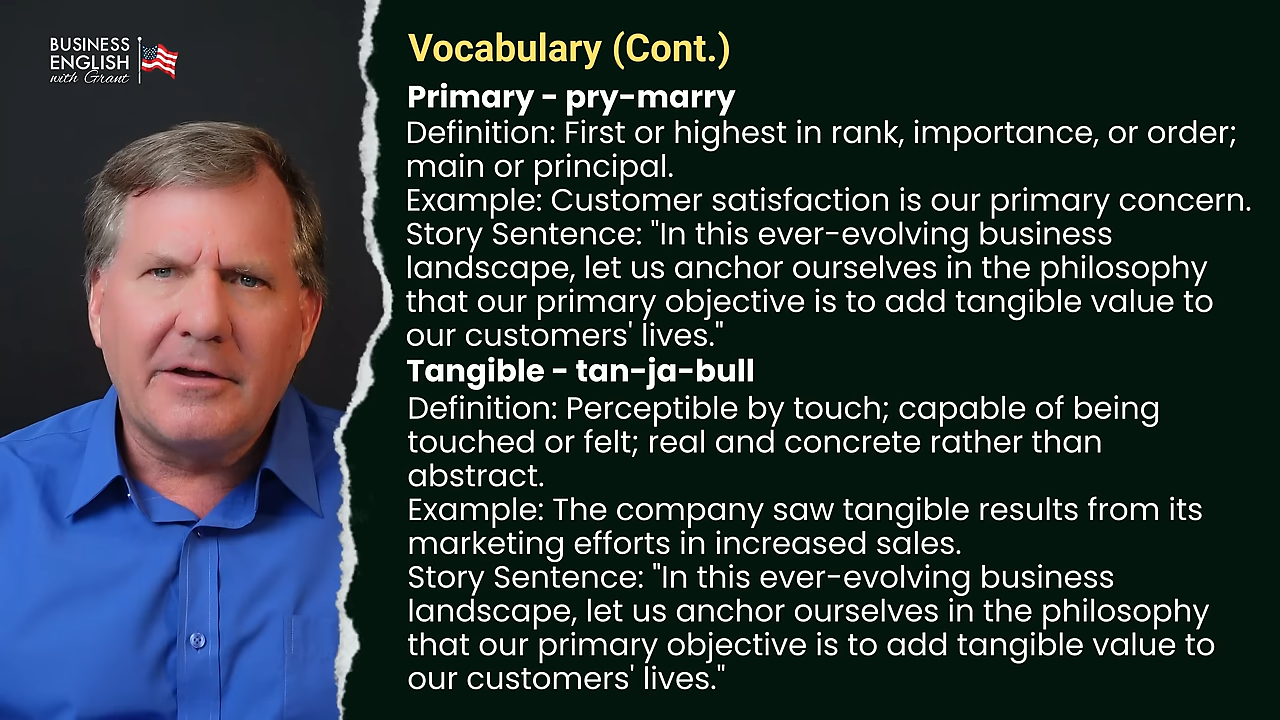 BUSINESS
ENGLISH
with Grant
Vocabulary (Cont.)
Primary - pry-marry
Definition: First or highest in rank, importance, or order;
main or principal.
Example: Customer satisfaction is our primary concern.
Story Sentence: "In this ever-evolving business
landscape, let us anchor ourselves in the philosophy
that our primary objective is to add tangible value to
our customers' lives."
Tangible - tan-ja-bull
Definition: Perceptible by touch; capable of being
touched or felt; real and concrete rather than
abstract.
Example: The company saw tangible results from its
marketing efforts in increased sales.
Story Sentence: "In this ever-evolving business
landscape, let us anchor ourselves in the philosophy
that our primary objective is to add tangible value to
our customers' lives."